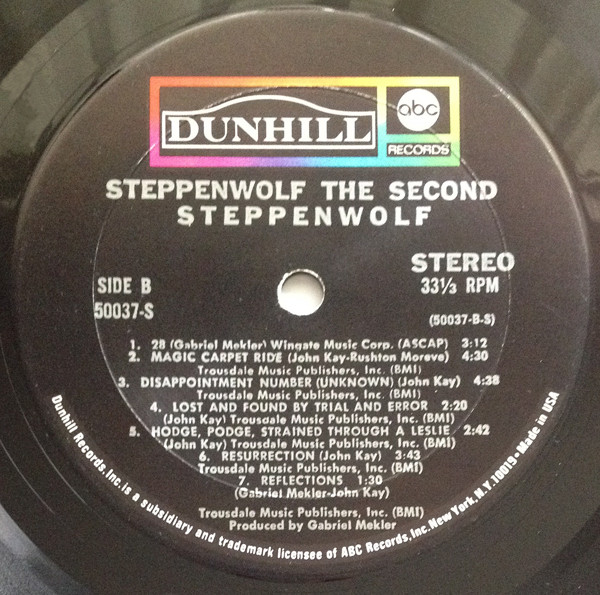 DUNHILL
abc
RECORDS
STEPPENWOLF THE SECOND
STEPPENWOLF
STEREO
SIDE B
33⅓ RPM
50037-S
(50037-B-S)
1. 28 (Gabriel Mekler) Wingate Music Corp. (ASCAP) 3:12
2. MAGIC CARPET RIDE (John Kay-Rushton Moreve) 4:30
Trousdale Music Publishers, Inc. (BMI)
3. DISAPPOINTMENT NUMBER (UNKNOWN) (John Kay) 4:38
Trousdale Music Publishers, Inc. (BMI)
4. LOST AND FOUND BY TRIAL AND ERROR 2:20
(John Kay) Trousdale Music Publishers, Inc. (BMI)
5. HODGE, PODGE, STRAINED THROUGH A LESLIE 2:42
(John Kay) Trousdale Music Publishers, Inc. (BMI)
6. RESURRECTION (John Kay) 3:43
Trousdale Music Publishers, Inc. (BMI)
7. REFLECTIONS 1:30
(Gabriel Mekler-John Kay)
Trousdale Music Publishers, Inc. (BMI)
Produced by Gabriel Mekler
Dunhill Records, Inc. is a subsidiary and trademark licensee of ABC Records, Inc. New York, N.Y. 10019 • Made in USA